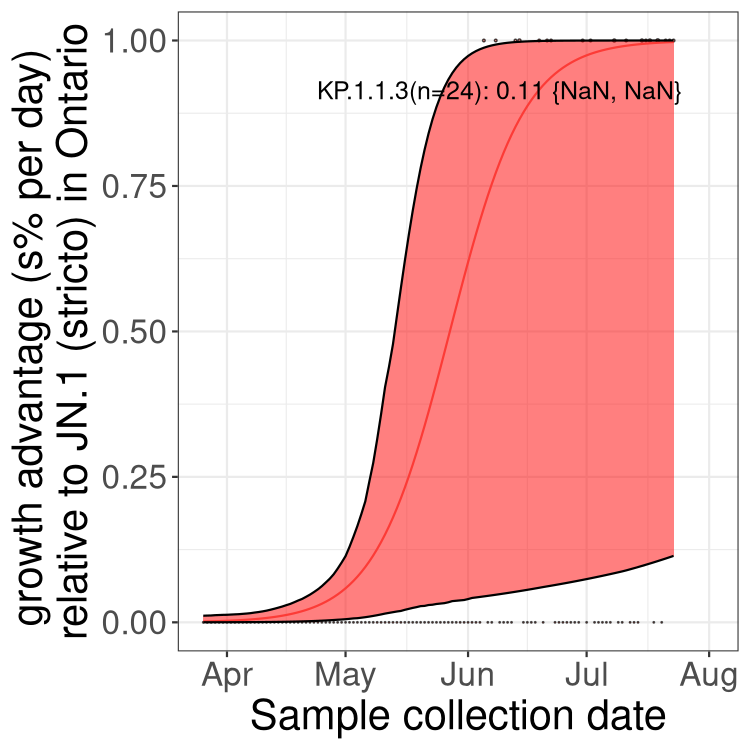 growth advantage (s% per day)
relative to JN.1 (stricto) in Ontario
1.00
0.75
0.50
0.25
0.00
KP.1.1.3(n=24): 0.11 {NaN, NaN}
Apr May Jun Jul Aug
Sample collection date